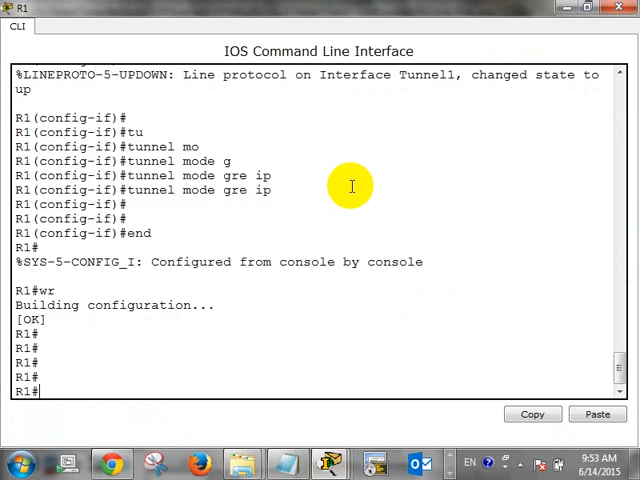 R1
CLI
IOS Command Line Interface
%LINEPROTO-5-UPDOWN: Line protocol on Interface Tunnel1, changed state to
up
R1(config-if)#
R1(config-if)#tu
R1(config-if)#tunnel mo
R1(config-if)#tunnel mode g
R1(config-if)#tunnel mode gre ip
R1(config-if)#tunnel mode gre ip
R1(config-if)#
R1(config-if)#
R1(config-if)#end
R1#
%SYS-5-CONFIG_I: Configured from console by console
R1#wr
Building configuration...
[OK]
R1#
R1#
R1#
R1#
R1#
Copy
Paste
EN
9:53 AM
6/14/2015